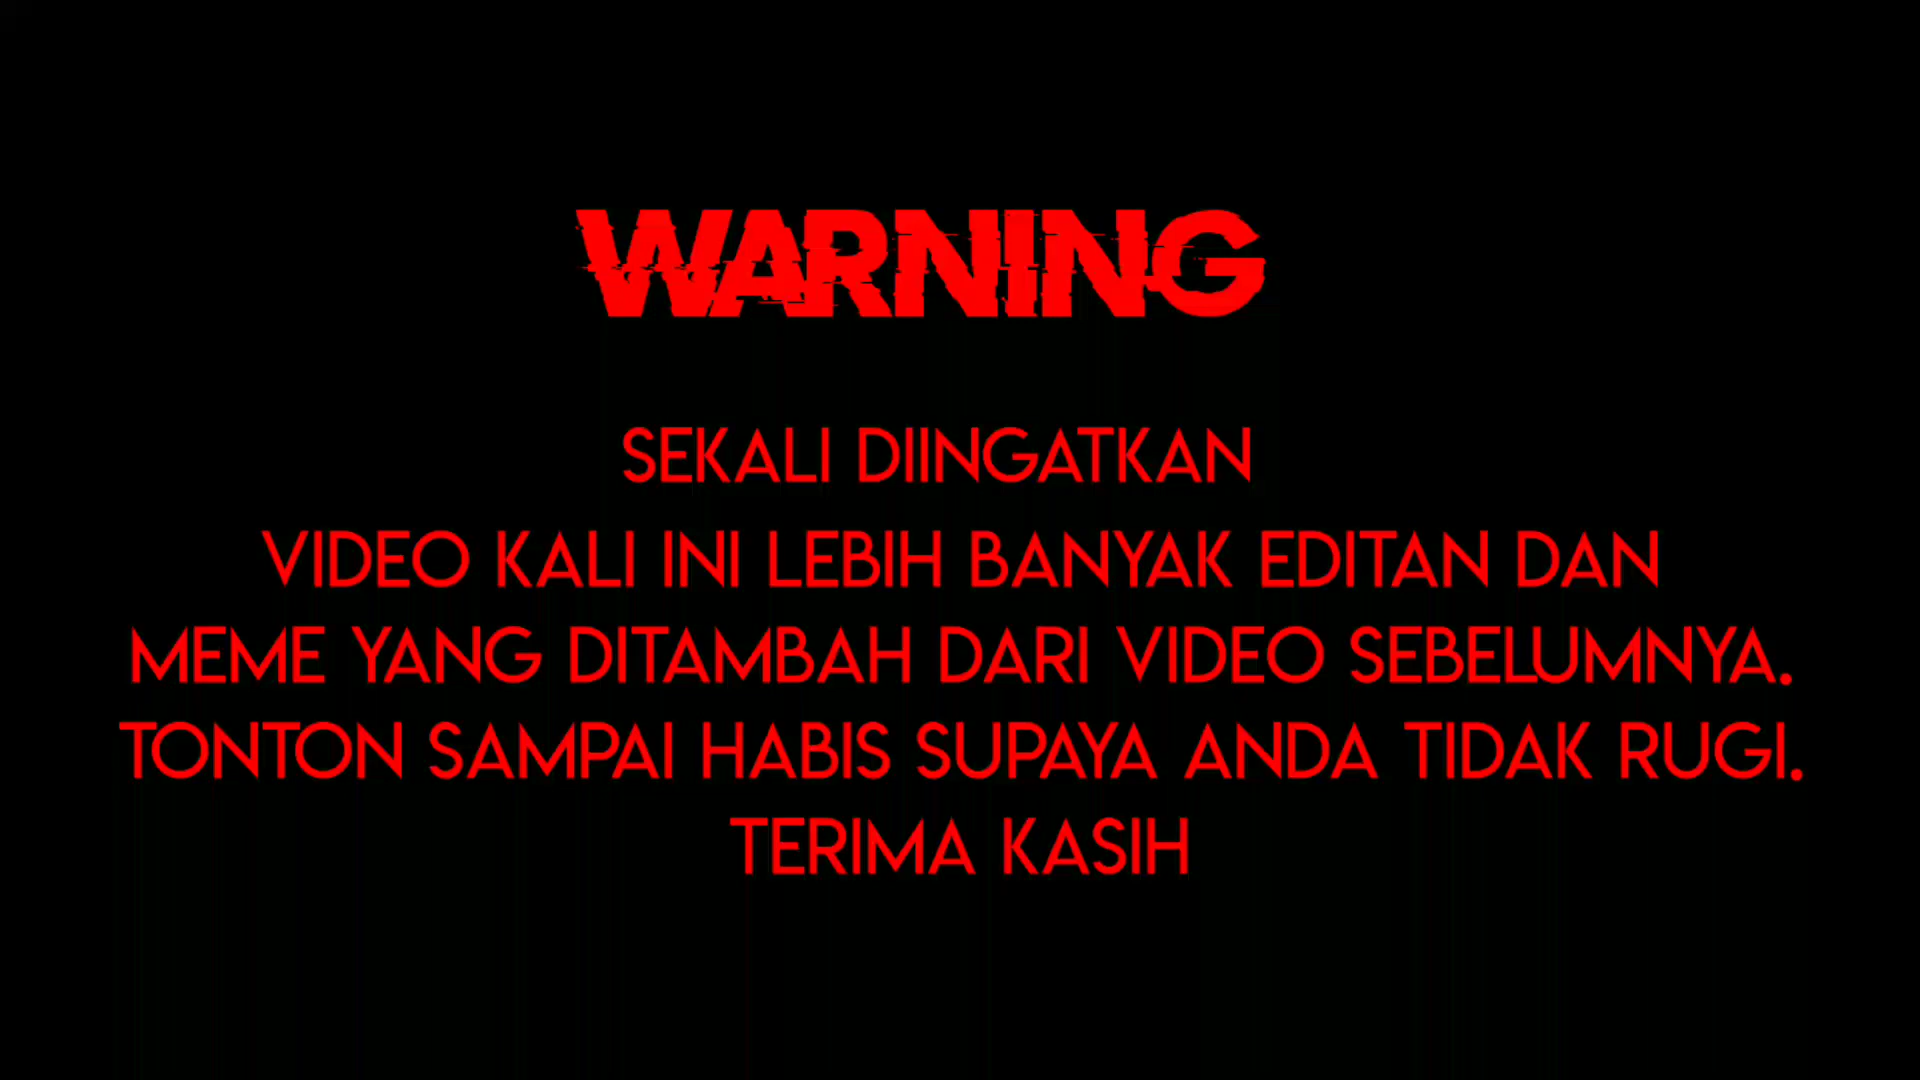 WARNING
SEKALI DIINGATKAN
VIDEO KALI INI LEBIH BANYAK EDITAN DAN
MEME YANG DITAMBAH DARI VIDEO SEBELUMNYA.
TONTON SAMPAI HABIS SUPAYA ANDA TIDAK RUGI.
TERIMA KASIH